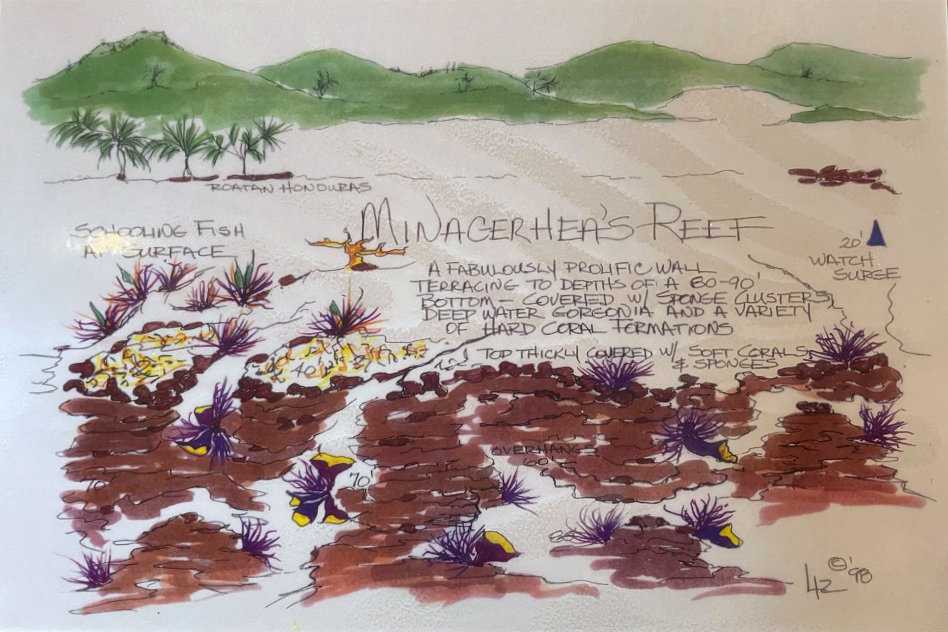 ROATAN HONDURAS
MINAGERHEA'S REEF
SCHOOLING FISH
AT SURFACE
20'
WATCH
SURGE
A FABULOUSLY PROLIFIC WALL
TERRACING TO DEPTHS OF A 80-90'
BOTTOM - COVERED W/ SPONGE CLUSTERS,
DEEP WATER GORGONIA AND A VARIETY
OF HARD CORAL FORMATIONS
TOP THICKLY COVERED W/ SOFT CORALS
& SPONGES
40'
OVERHANG
60'
70'
70'
80'
© '98